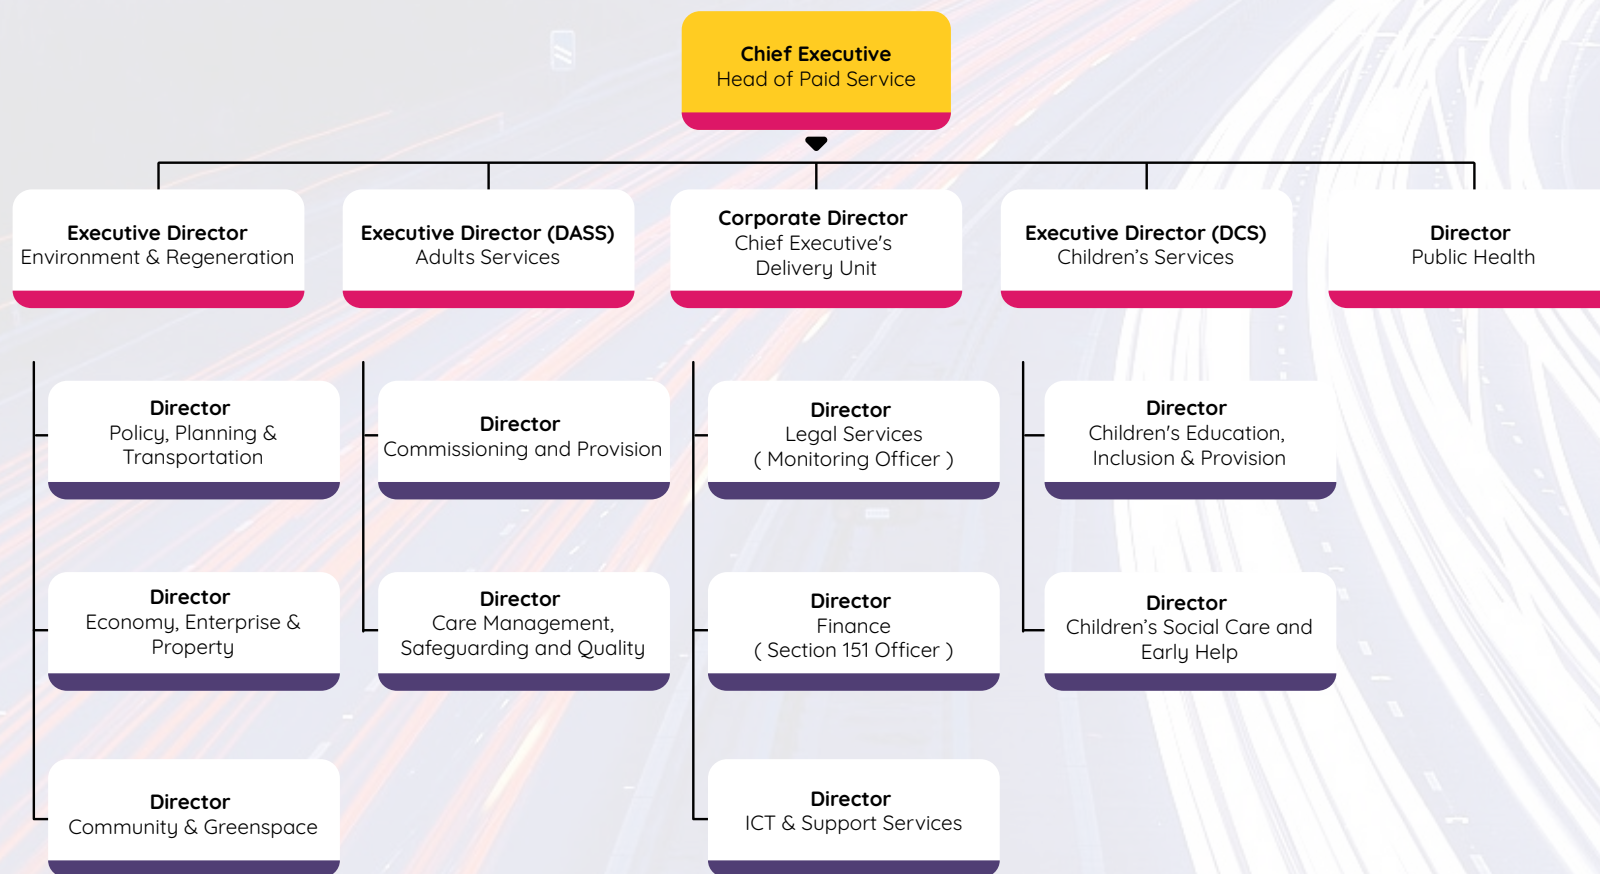 Chief Executive
Head of Paid Service
Executive Director
Environment & Regeneration
Executive Director (DASS)
Adults Services
Corporate Director
Chief Executive's
Delivery Unit
Executive Director (DCS)
Children’s Services
Director
Public Health
Director
Policy, Planning &
Transportation
Director
Commissioning and Provision
Director
Legal Services
( Monitoring Officer )
Director
Children's Education,
Inclusion & Provision
Director
Economy, Enterprise &
Property
Director
Care Management,
Safeguarding and Quality
Director
Finance
( Section 151 Officer )
Director
Children’s Social Care and
Early Help
Director
Community & Greenspace
Director
ICT & Support Services